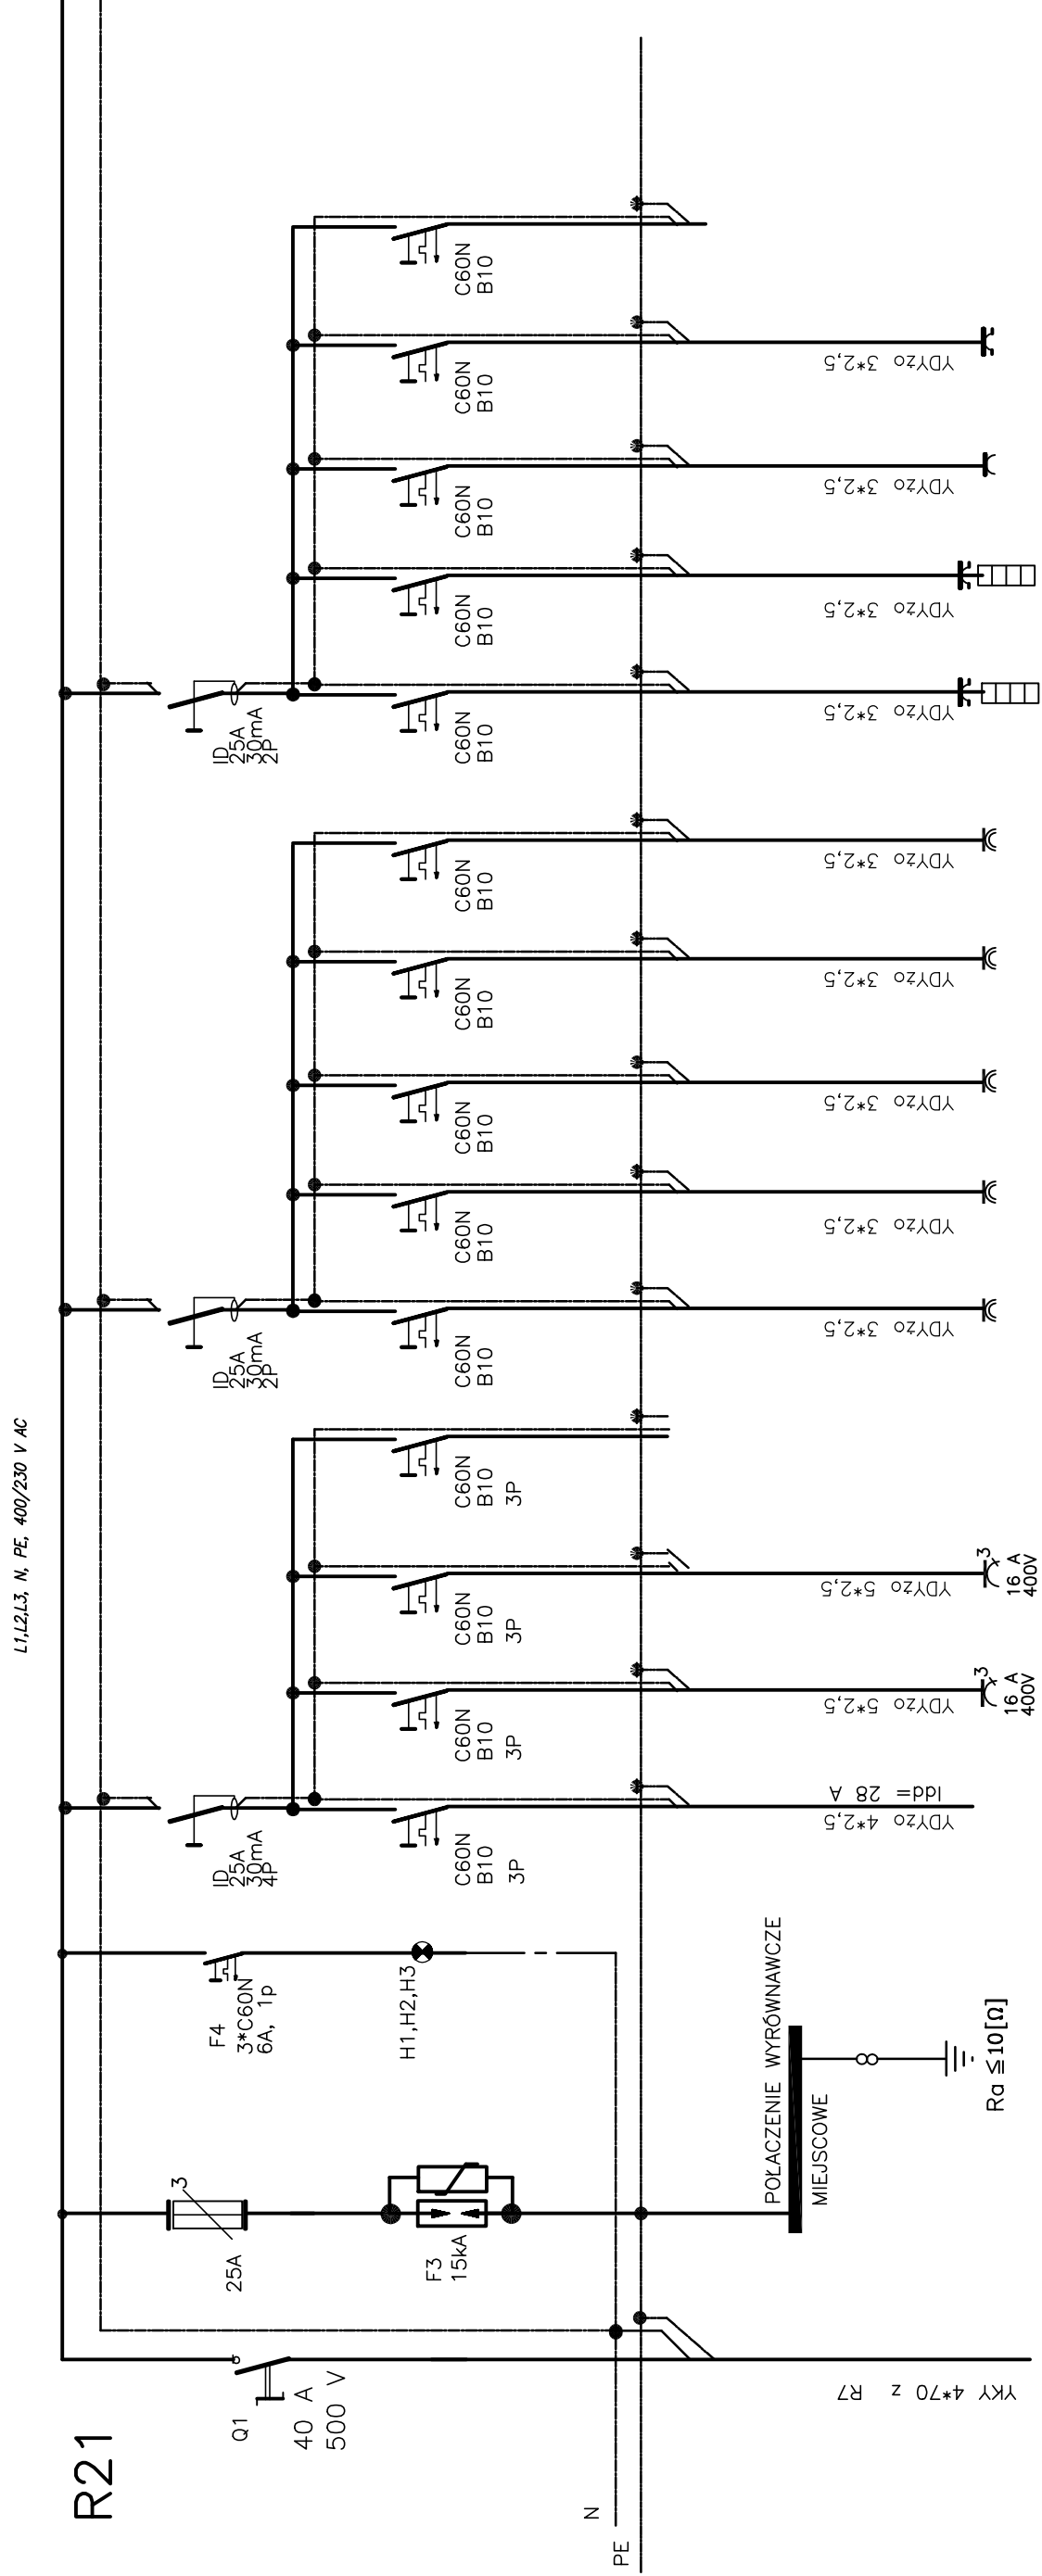 R21
L1,L2,L3, N, PE, 400/230 V AC
Q1
40 A
500 V
YKY 4*70 z R7
N
PE
25A
3
F3
15kA
POŁACZENIE WYRÓWNAWCZE
MIEJSCOWE
Ra ≤10[Ω]
F4
3*C60N
6A, 1p
H1,H2,H3
ID
25A
30mA
4P
C60N
B10
3P
YDYżo 4*2,5
Idd= 28 A
C60N
B10
3P
YDYżo 5*2,5
3
16 A
400V
C60N
B10
3P
YDYżo 5*2,5
3
16 A
400V
C60N
B10
3P
ID
25A
30mA
2P
C60N
B10
YDYżo 3*2,5
C60N
B10
YDYżo 3*2,5
C60N
B10
YDYżo 3*2,5
C60N
B10
YDYżo 3*2,5
C60N
B10
YDYżo 3*2,5
ID
25A
30mA
2P
C60N
B10
YDYżo 3*2,5
C60N
B10
YDYżo 3*2,5
C60N
B10
YDYżo 3*2,5
C60N
B10
YDYżo 3*2,5
C60N
B10